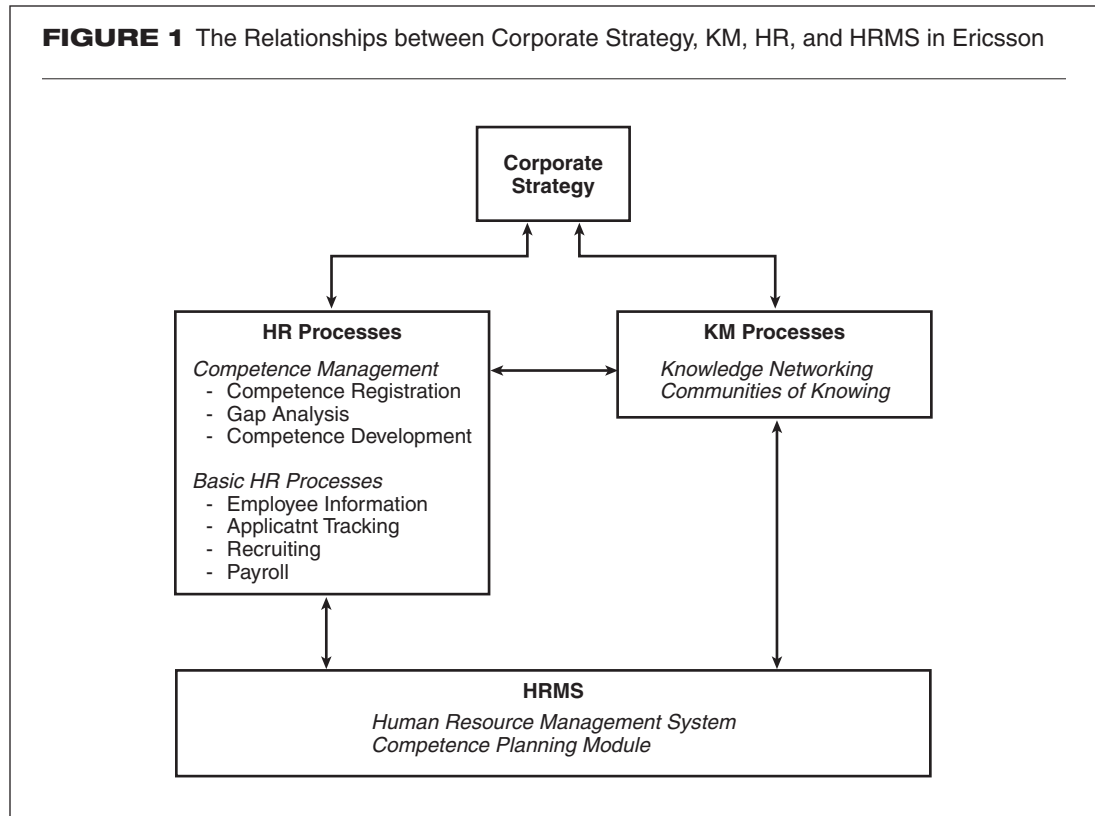 FIGURE 1 The Relationships between Corporate Strategy, KM, HR, and HRMS in Ericsson
Corporate
Strategy
HR Processes
Competence Management
- Competence Registration
- Gap Analysis
- Competence Development
Basic HR Processes
- Employee Information
- Applicatnt Tracking
- Recruiting
- Payroll
KM Processes
Knowledge Networking
Communities of Knowing
HRMS
Human Resource Management System
Competence Planning Module